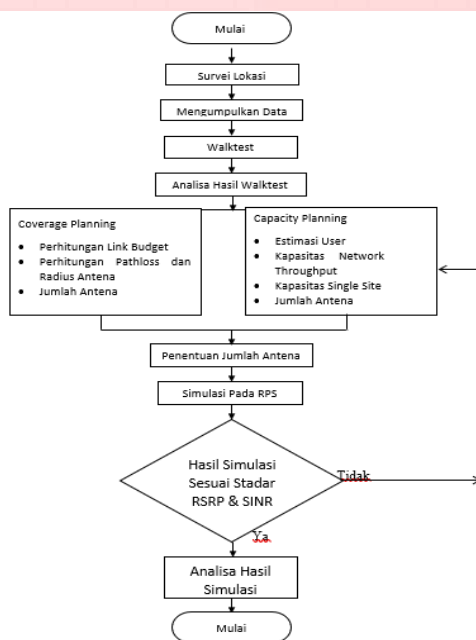 Mulai
Survei Lokasi
Mengumpulkan Data
Walktest
Analisa Hasil Walktest
Coverage Planning
• Perhitungan Link Budget
• Perhitungan Pathloss dan
Radius Antena
• Jumlah Antena
Capacity Planning
• Estimasi User
• Kapasitas Network
Throughput
• Kapasitas Single Site
• Jumlah Antena
Penentuan Jumlah Antena
Simulasi Pada RPS
Hasil Simulasi
Sesuai Stadar
RSRP & SINR
Tidak
Ya
Analisa Hasil
Simulasi
Mulai